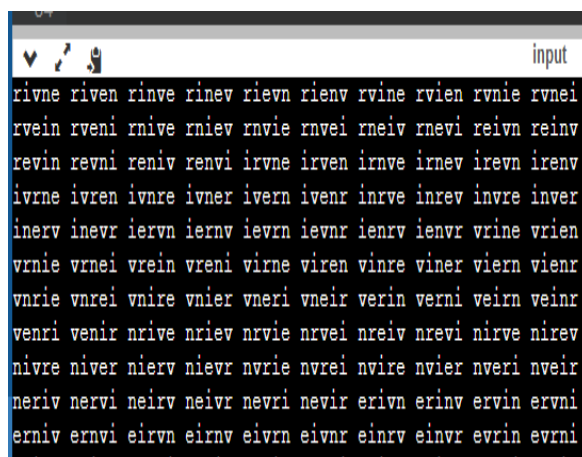 input
rivne riven rinve rinev rievn rienv rvine rvien rvnie rvnei
rvein rveni rnive rniev rnvie rnvei rneiv rnevi reivn reinv
revin revni reniv renvi irvne irven irnve irnev irevn irenv
ivrne ivren ivnre ivner ivern ivenr inrve inrev invre inver
inerv inevr iervn iernv ievrn ievnr ienrv ienvr vrine vrien
vrnie vrnei vrein vreni virne viren vinre viner viern vienr
vnrie vnrei vnire vnier vneri vneir verin verni veirn veinr
venri venir nrive nriev nrvie nrvei nreiv nrevi nirve nirev
nivre niver nierv nievr nvrie nvrei nvire nvier nveri nveir
neriv nervi neirv neivr nevri nevir erivn erinv ervin ervni
erniv ernvi eirvn eirnv eivrn eivnr einrv einvr evrin evrni